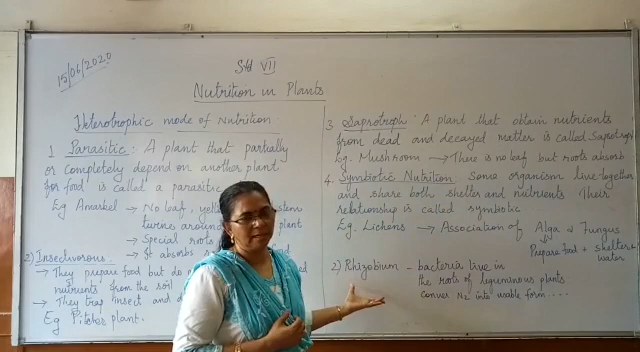 15/06/2020
Std VII
Nutrition in Plants
Heterotrophic mode of Nutrition
1 Parasitic : A plant that partially
or completely depend on another plant
for food is called a parasitic
Eg Amarkel → No leaf, stem
turns around plant
→ Special roots
→ It absorbs
2) Insectivorous :
→ They prepare food but do
nutrients from the soil
→ They trap insect and
Eg Pitcher plant.
3. Saprotroph : A plant that obtain nutrients
from dead and decayed matter is called Saprotroph
Eg. Mushroom → There is no leaf but roots absorb
4. Symbiotic Nutrition : Some organism live together
and share both shelter and nutrients Their
relationship is called symbiotic
Eg. Lichens → Association of Alga & Fungus
Prepare food + shelter &
water
2) Rhizobium – bacteria live in
the roots of leguminous plants
N2 into usable form ....